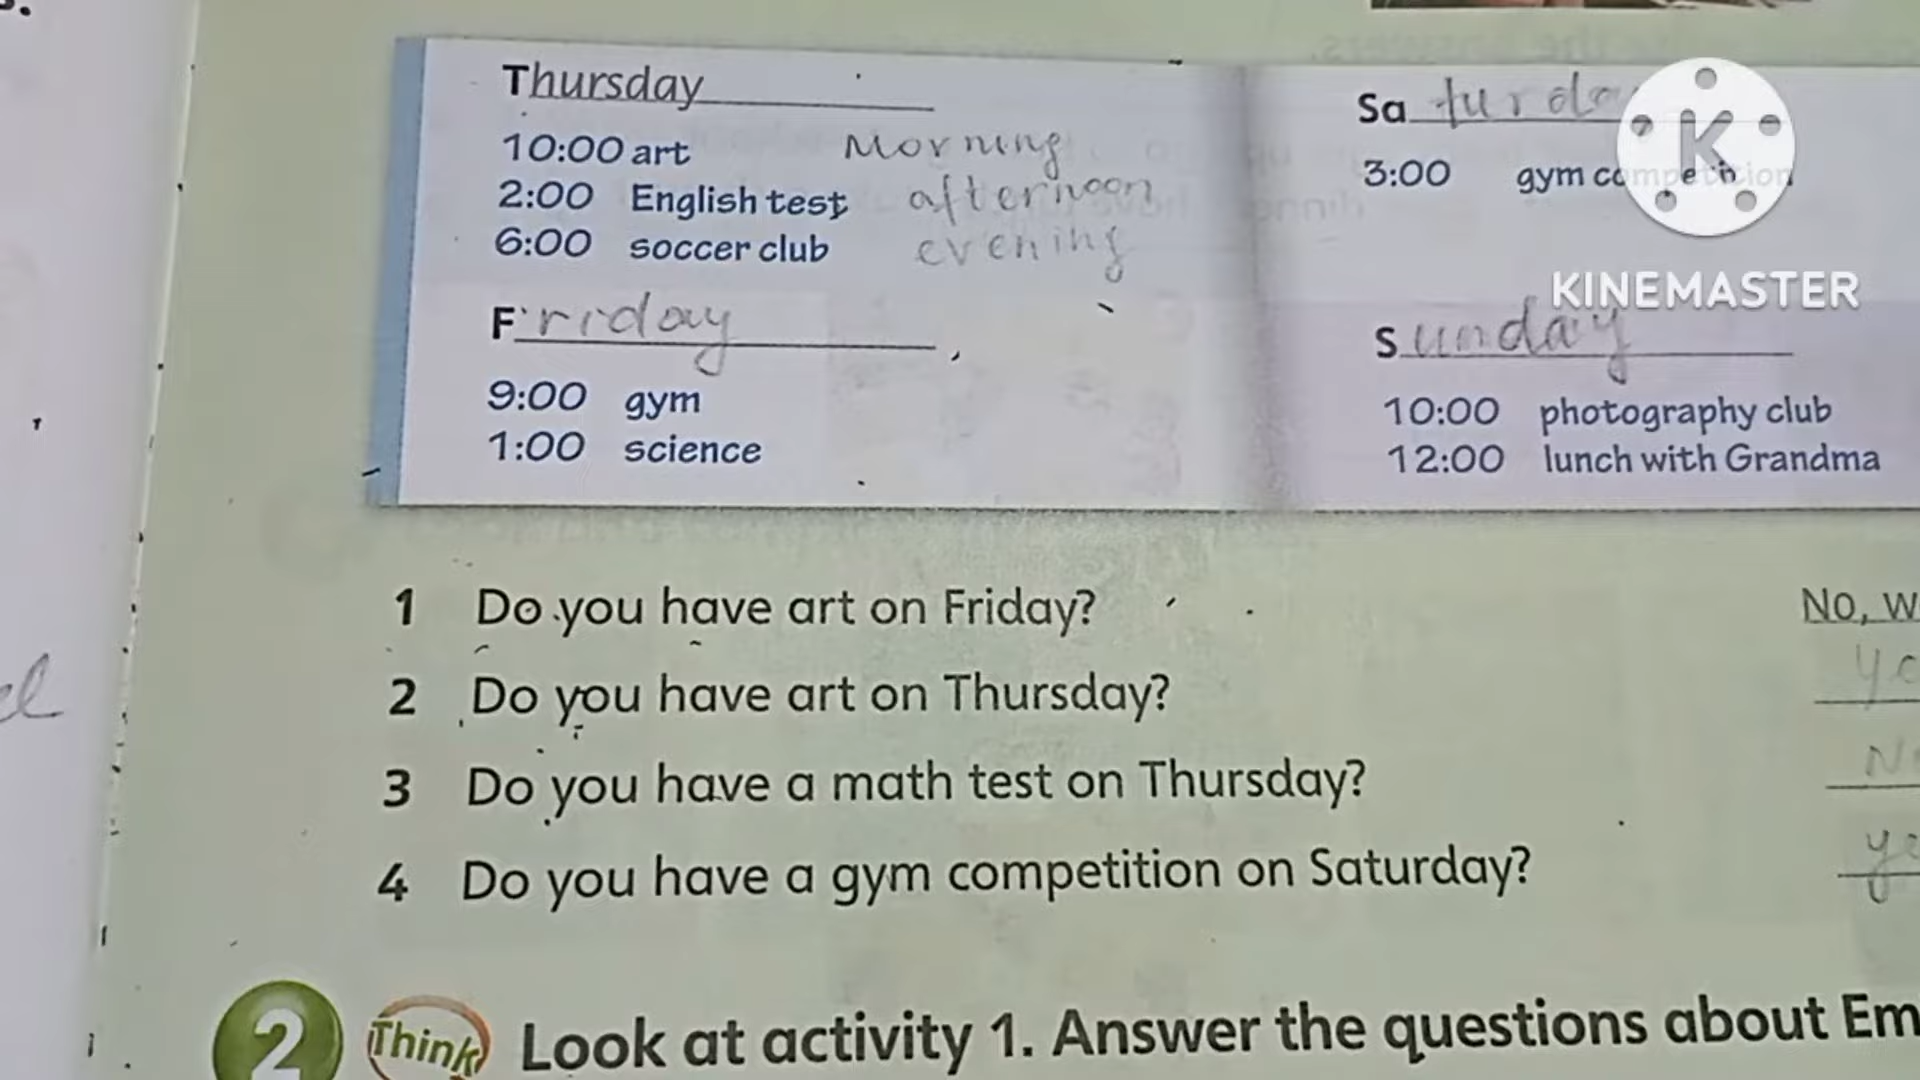 Thursday
10:00 art Morning
2:00 English test afternoon
6:00 soccer club evening
Friday
9:00 gym
1:00 science
Saturda
3:00 gym competition
KINEMASTER
Sunday
10:00 photography club
12:00 lunch with Grandma
1 Do you have art on Friday? No, w
2 Do you have art on Thursday? ye
3 Do you have a math test on Thursday? No
4 Do you have a gym competition on Saturday? ye
2 Think Look at activity 1. Answer the questions about Em